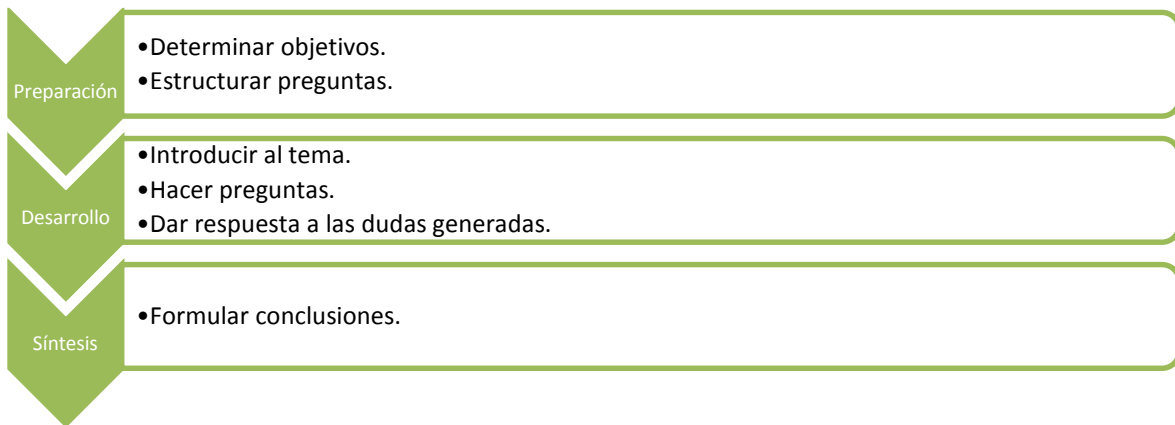 Preparación
•Determinar objetivos.
•Estructurar preguntas.
Desarrollo
•Introducir al tema.
•Hacer preguntas.
•Dar respuesta a las dudas generadas.
Síntesis
•Formular conclusiones.